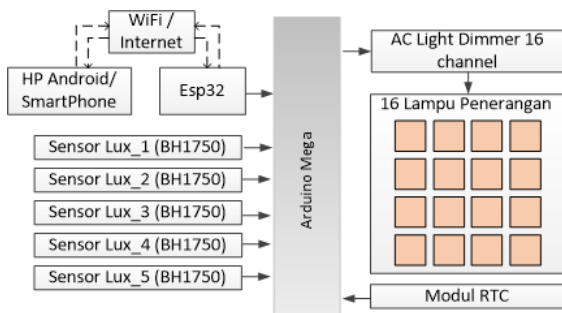 WiFi /
Internet
HP Android/
SmartPhone
Esp32
Sensor Lux_1 (BH1750)
Sensor Lux_2 (BH1750)
Sensor Lux_3 (BH1750)
Sensor Lux_4 (BH1750)
Sensor Lux_5 (BH1750)
Arduino Mega
AC Light Dimmer 16
channel
16 Lampu Penerangan
Modul RTC